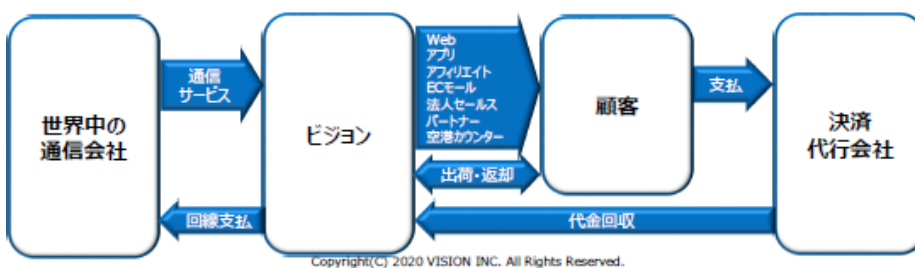 世界中の
通信会社
通信
サービス
回線支払
ビジョン
Web
アプリ
アフィリエイト
ECモール
法人セールス
パートナー
空港カウンター
出荷・返却
顧客
支払
代金回収
決済
代行会社
Copyright(C) 2020 VISION INC. All Rights Reserved.